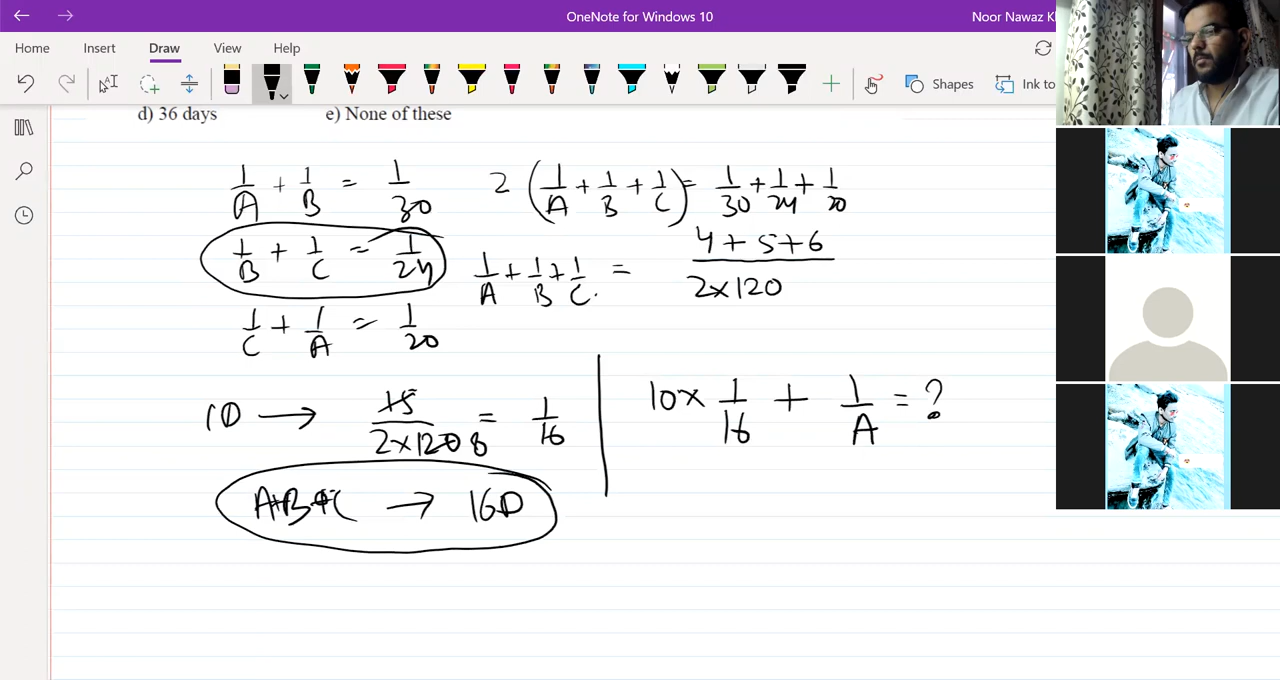 OneNote for Windows 10
Noor Nawaz Kh
Home Insert Draw View Help
Shapes Ink to
d) 36 days e) None of these
1/A + 1/B = 1/30
2 (1/A + 1/B + 1/C) = 1/30 + 1/24 + 1/20
1/B + 1/C = 1/24
1/A + 1/B + 1/C. = (4 + 5 + 6)/(2×120)
1/C + 1/A = 1/20
1D → 15/(2×120 8) = 1/16
10× 1/16 + 1/A = ?
A+B+C → 16D